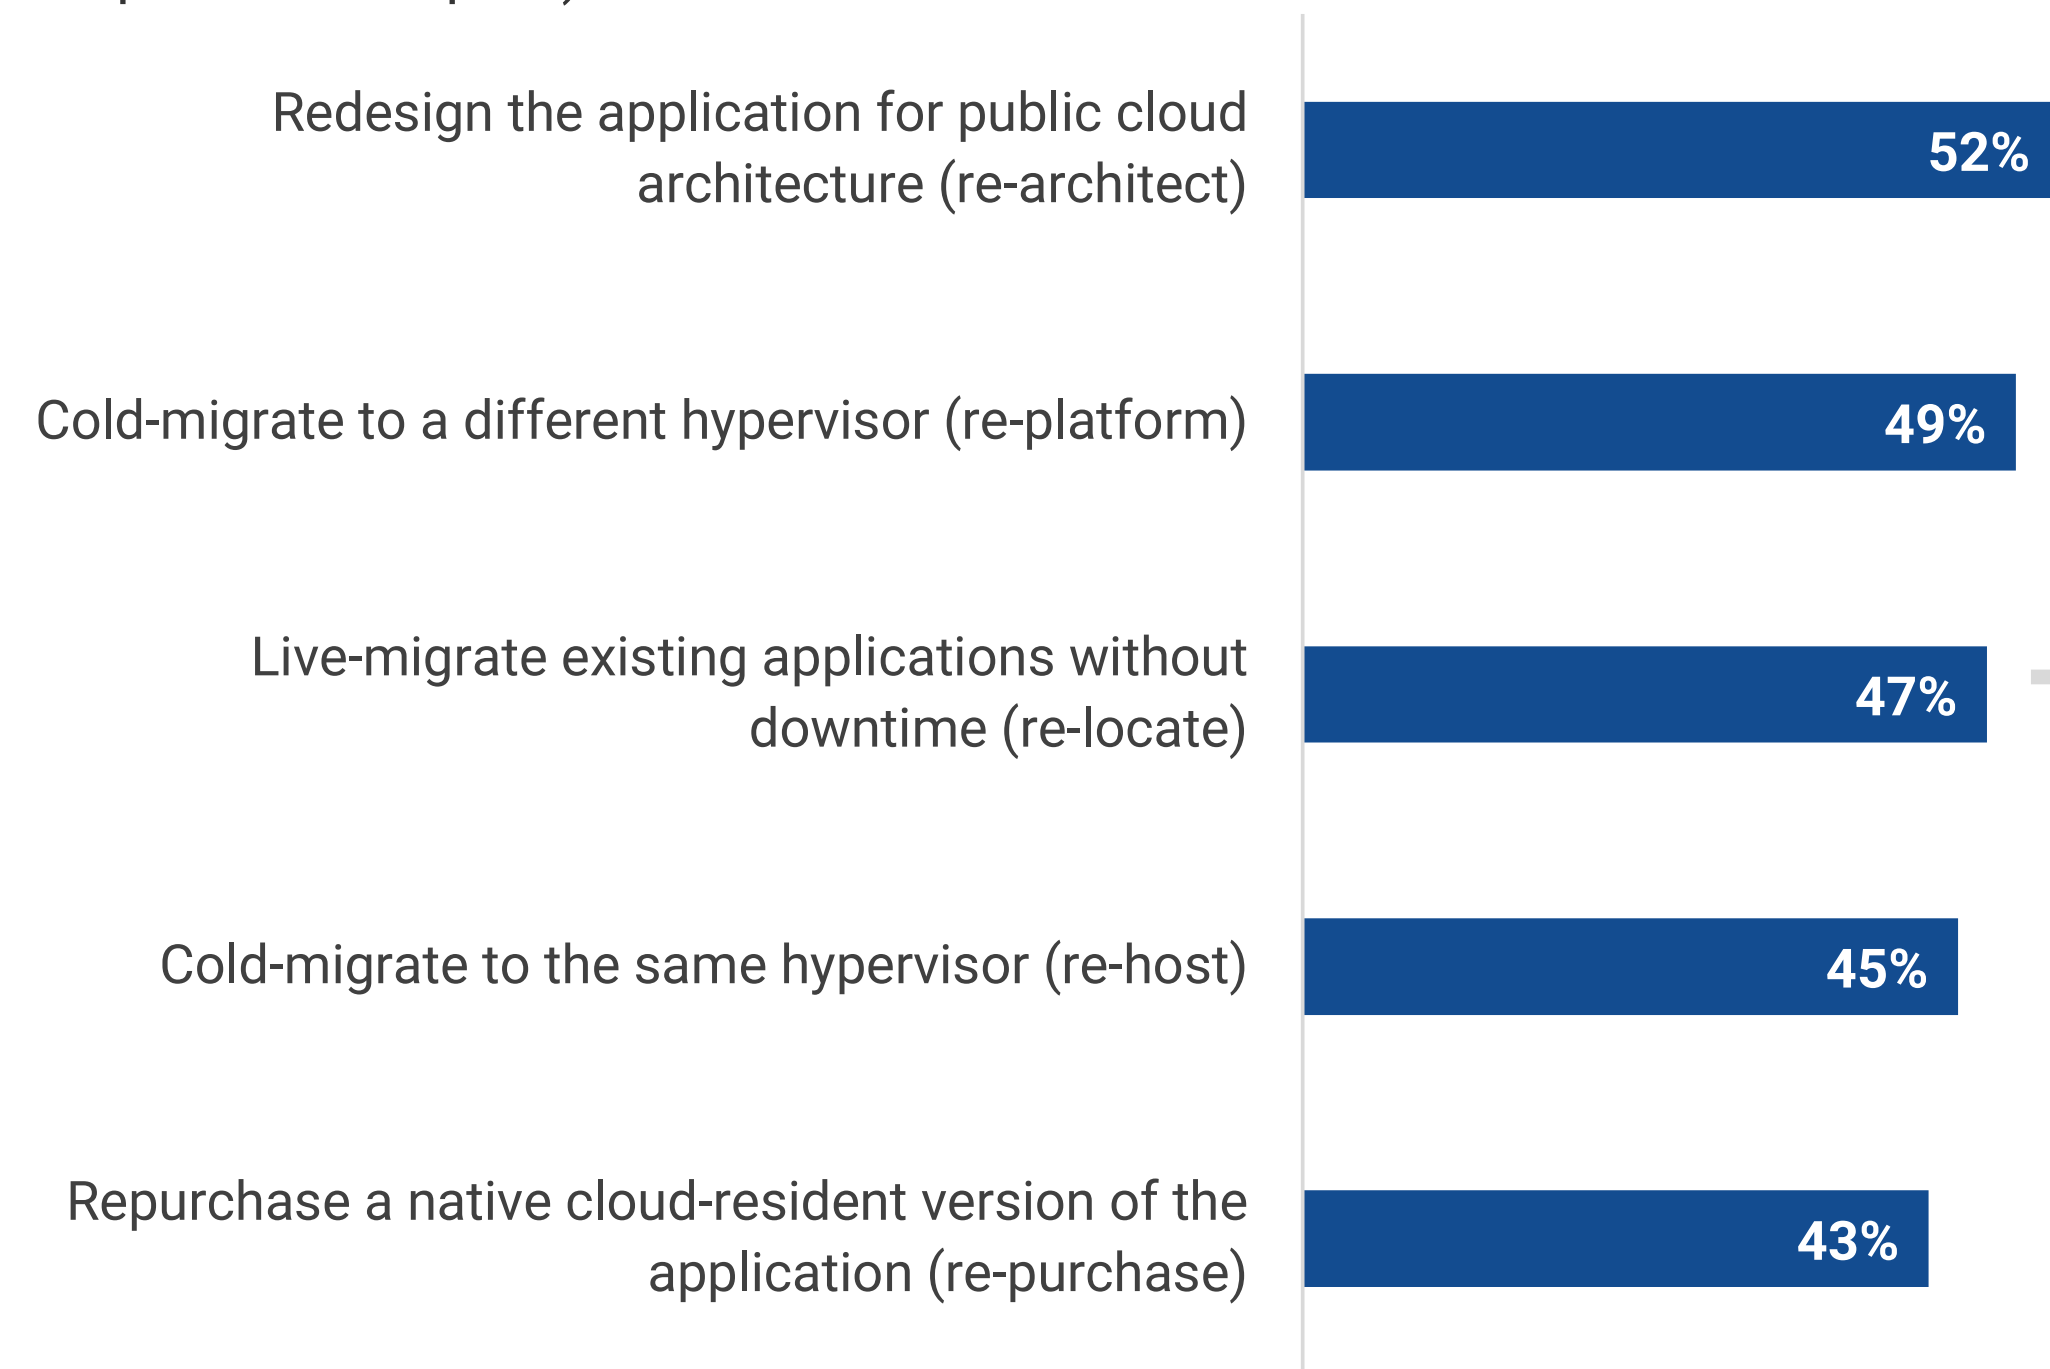 Redesign the application for public cloud
architecture (re-architect)
52%
Cold-migrate to a different hypervisor (re-platform)
49%
Live-migrate existing applications without
downtime (re-locate)
47%
Cold-migrate to the same hypervisor (re-host)
45%
Repurchase a native cloud-resident version of the
application (re-purchase)
43%